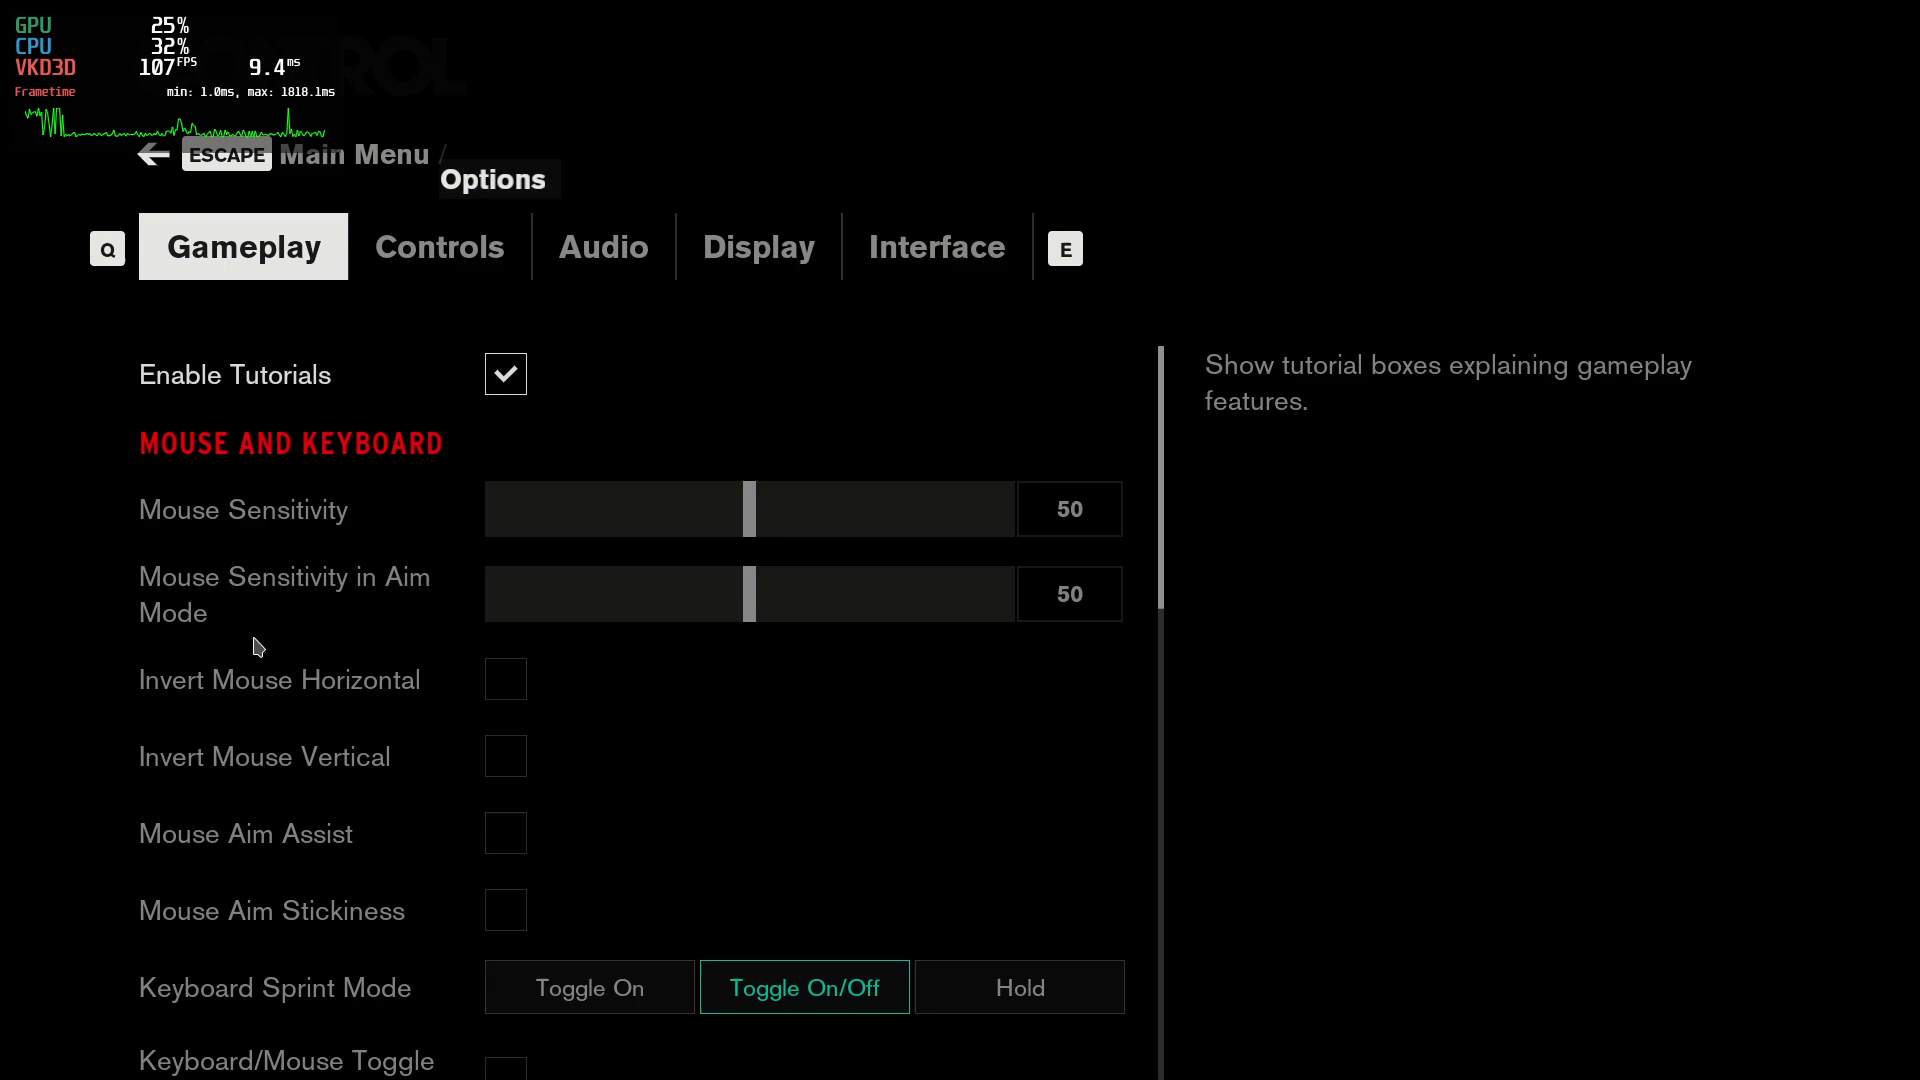 GPU 25%
CPU 32%
VKD3D 107FPS 9.4ms
Frametime min: 1.0ms, max: 1818.1ms
ESCAPE Main Menu /
Options
Q Gameplay Controls Audio Display Interface E
Enable Tutorials
Show tutorial boxes explaining gameplay
features.
MOUSE AND KEYBOARD
Mouse Sensitivity 50
Mouse Sensitivity in Aim
Mode
50
Invert Mouse Horizontal
Invert Mouse Vertical
Mouse Aim Assist
Mouse Aim Stickiness
Keyboard Sprint Mode Toggle On Toggle On/Off Hold
Keyboard/Mouse Toggle